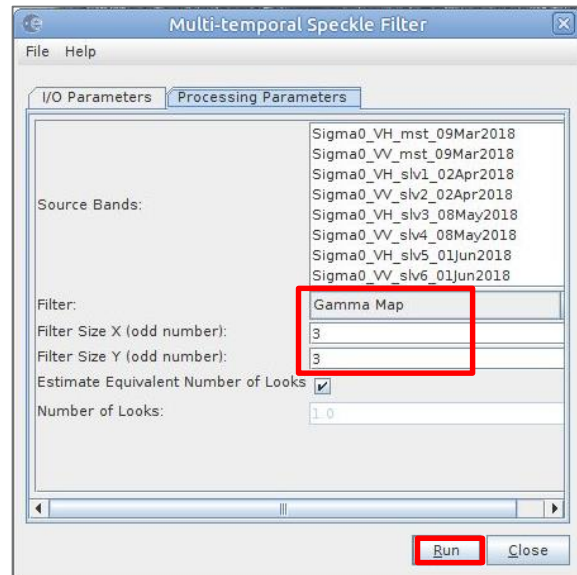 Multi-temporal Speckle Filter
File Help
I/O Parameters Processing Parameters
Source Bands:
Sigma0_VH_mst_09Mar2018
Sigma0_VV_mst_09Mar2018
Sigma0_VH_slv1_02Apr2018
Sigma0_VV_slv2_02Apr2018
Sigma0_VH_slv3_08May2018
Sigma0_VV_slv4_08May2018
Sigma0_VH_slv5_01Jun2018
Sigma0_VV_slv6_01Jun2018
Filter: Gamma Map
Filter Size X (odd number): 3
Filter Size Y (odd number): 3
Estimate Equivalent Number of Looks
Number of Looks: 1.0
Run Close